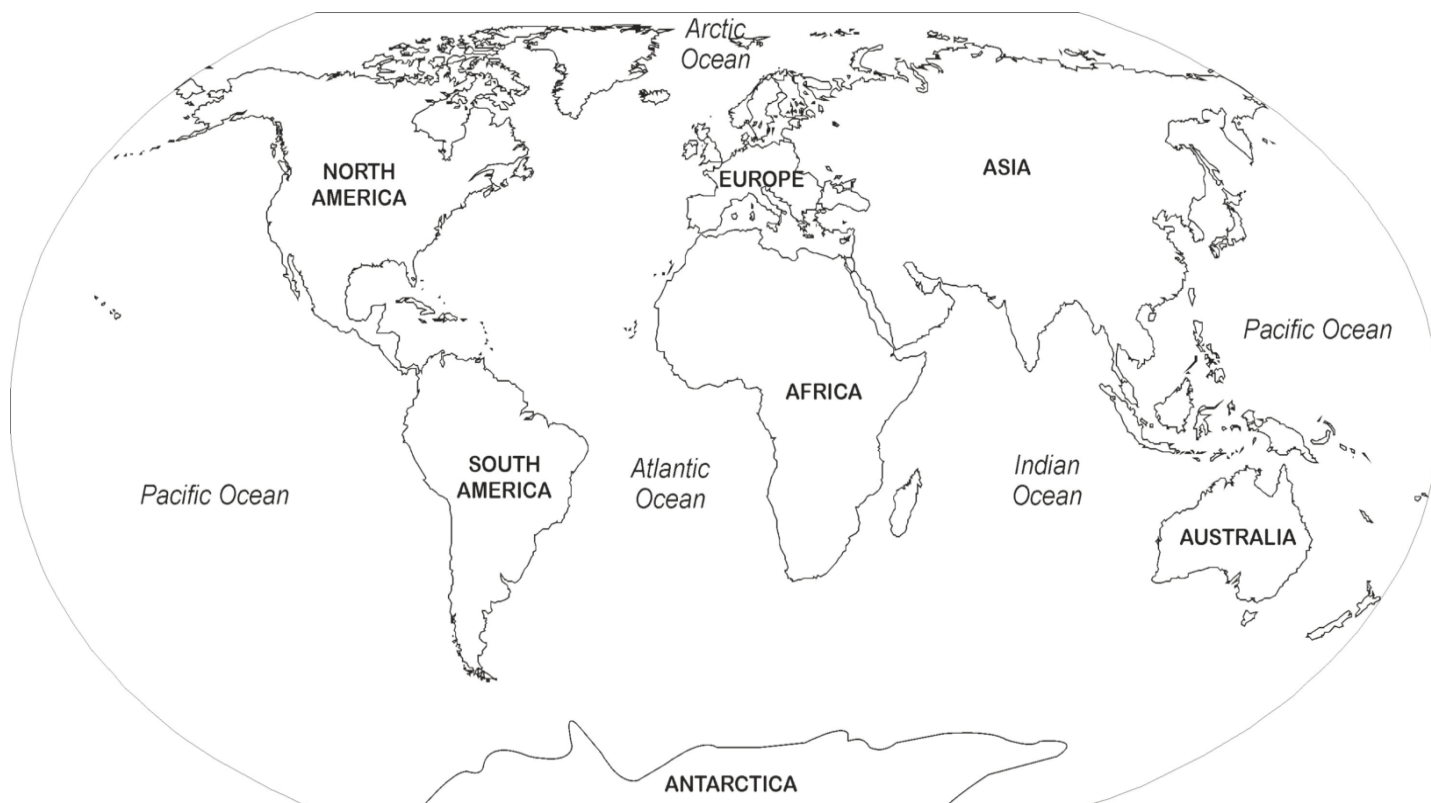 Arctic
Ocean
NORTH
AMERICA
EUROPE
ASIA
Pacific Ocean
AFRICA
SOUTH
AMERICA
Atlantic
Ocean
Indian
Ocean
Pacific Ocean
AUSTRALIA
ANTARCTICA